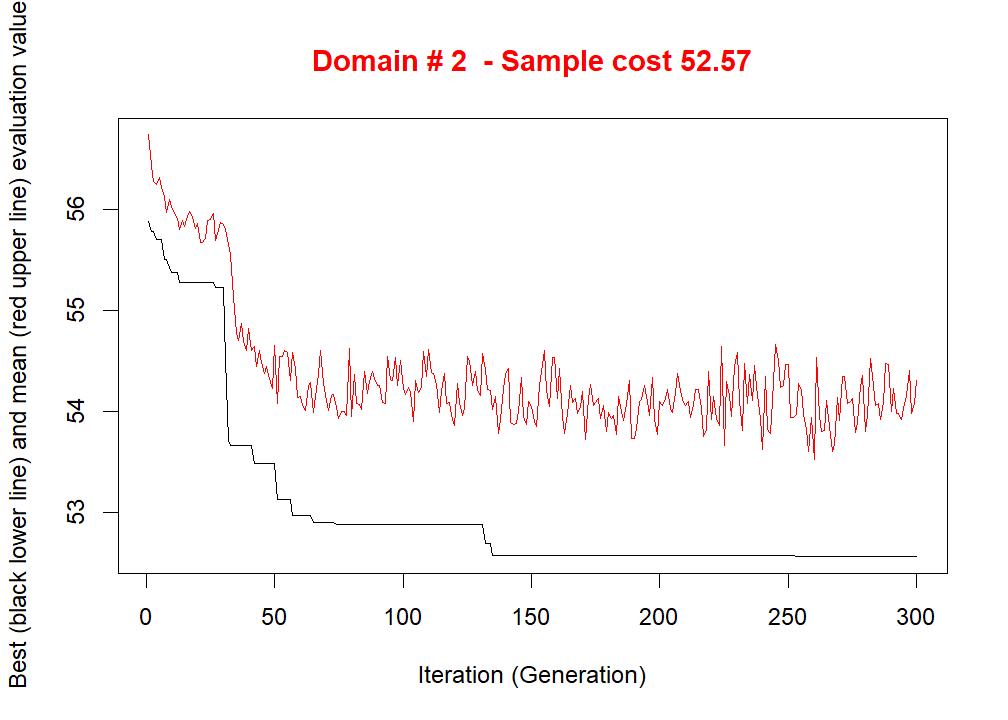 Domain # 2  - Sample cost 52.57
Best (black lower line) and mean (red upper line) evaluation value
56
55
54
53
0 50 100 150 200 250 300
Iteration (Generation)